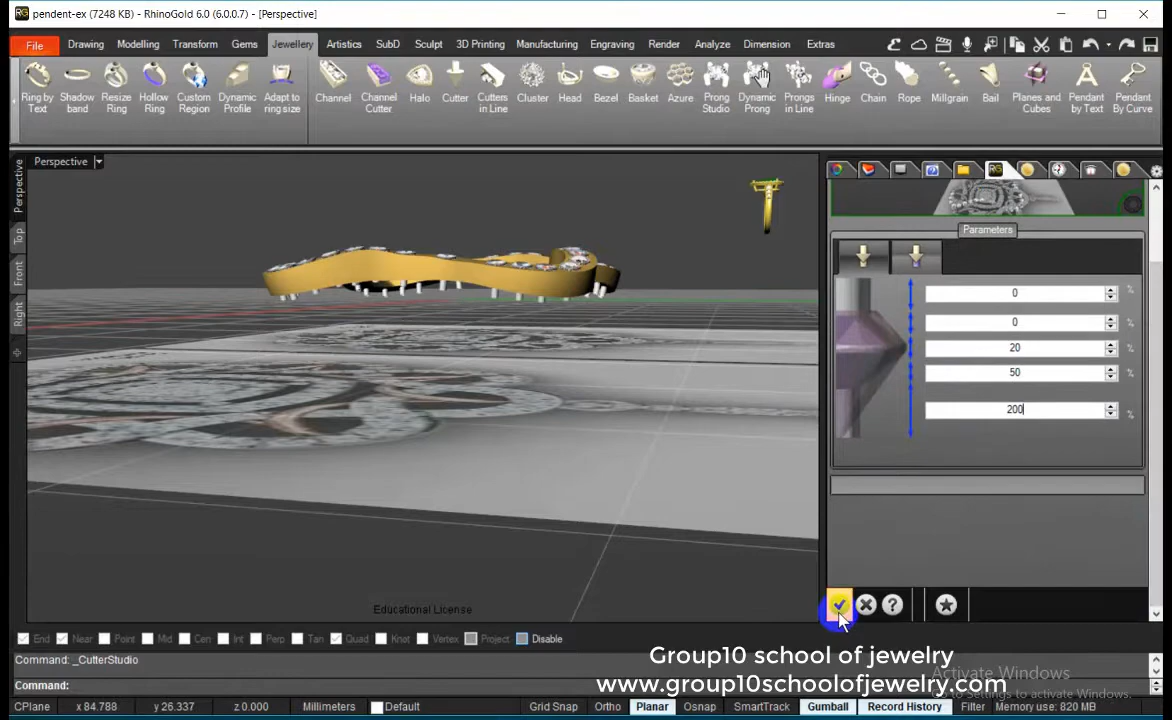 pendent-ex (7248 KB) - RhinoGold 6.0 (6.0.0.7) - [Perspective]
File Drawing Modelling Transform Gems Jewellery Artistics SubD Sculpt 3D Printing Manufacturing Engraving Render Analyze Dimension Extras
Ring by Text Shadow band Resize Ring Hollow Ring Custom Region Dynamic Profile Adapt to ring size Channel Channel Cutter Halo Cutter Cutters in Line Cluster Head Bezel Basket Azure Prong Studio Dynamic Prong Prongs in Line Hinge Chain Rope Millgrain Bail Planes and Cubes Pendant by Text Pendant By Curve
Perspective
Perspective
Top
Front
Right
Parameters
0 %
0 %
20 %
50 %
200 %
Educational License
End Near Point Mid Cen Int Perp Tan Quad Knot Vertex Project Disable
Command: _CutterStudio
Command:
Group10 school of jewelry
www.group10schoolofjewelry.com
Activate Windows
Go to Settings to activate Windows.
CPlane x 84.788 y 26.337 z 0.000 Millimeters Default Grid Snap Ortho Planar Osnap SmartTrack Gumball Record History Filter Memory use: 820 MB